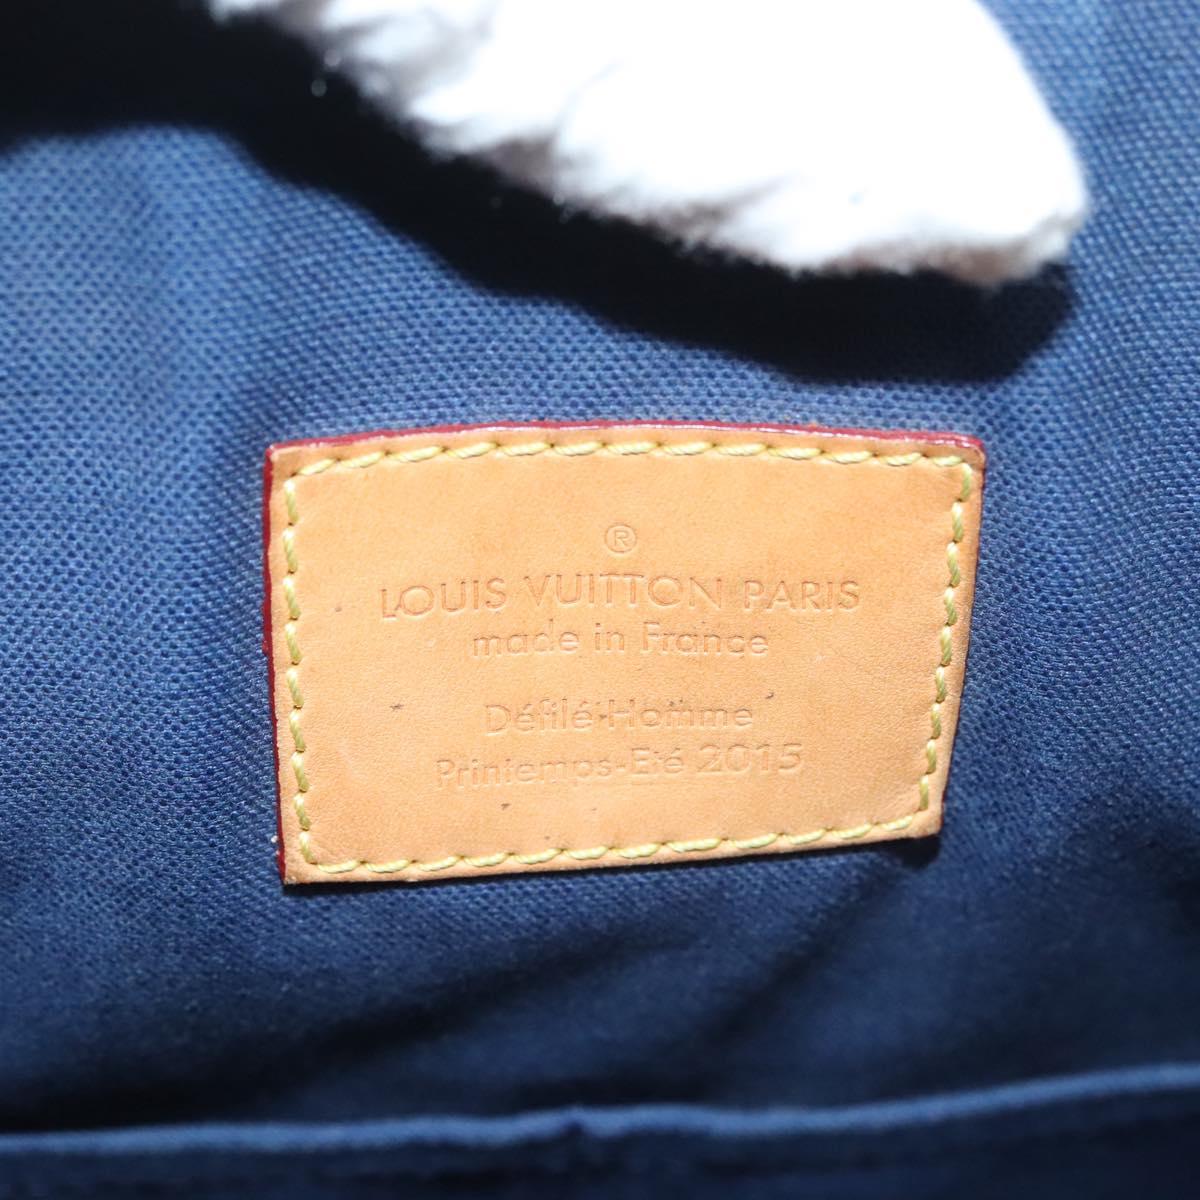 ®
LOUIS VUITTON PARIS
made in France
Défilé Homme
Printemps-Eté 2015